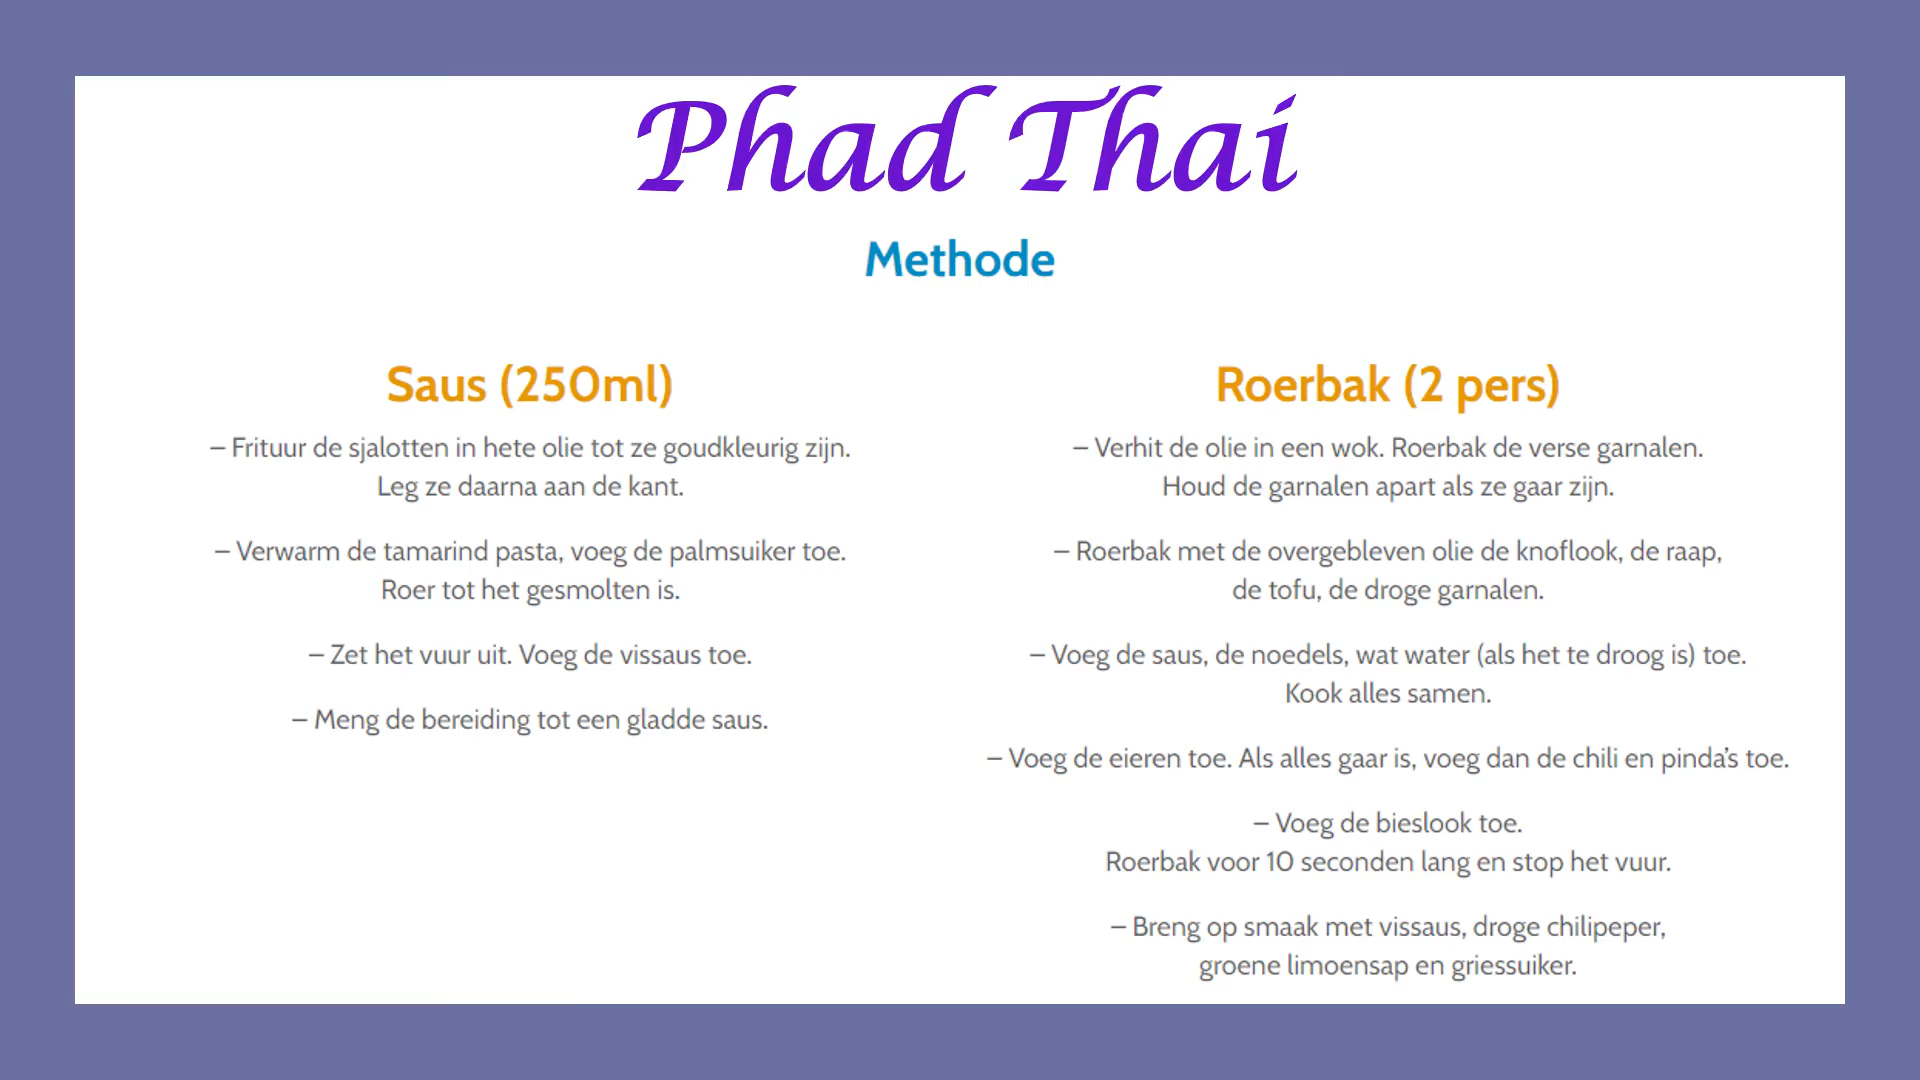 Phad Thai
Methode
Saus (250ml)
– Frituur de sjalotten in hete olie tot ze goudkleurig zijn.
Leg ze daarna aan de kant.
– Verwarm de tamarind pasta, voeg de palmsuiker toe.
Roer tot het gesmolten is.
– Zet het vuur uit. Voeg de vissaus toe.
– Meng de bereiding tot een gladde saus.
Roerbak (2 pers)
– Verhit de olie in een wok. Roerbak de verse garnalen.
Houd de garnalen apart als ze gaar zijn.
– Roerbak met de overgebleven olie de knoflook, de raap,
de tofu, de droge garnalen.
– Voeg de saus, de noedels, wat water (als het te droog is) toe.
Kook alles samen.
– Voeg de eieren toe. Als alles gaar is, voeg dan de chili en pinda’s toe.
– Voeg de bieslook toe.
Roerbak voor 10 seconden lang en stop het vuur.
– Breng op smaak met vissaus, droge chilipeper,
groene limoensap en griessuiker.